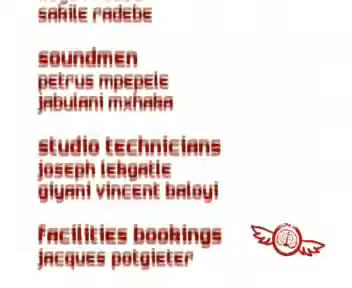 sakile radebe
soundmen
petrus mpepele
jabulani mxhaka
studio technicians
joseph lekgatle
giyani vincent baloyi
facilities bookings
jacques potgieter